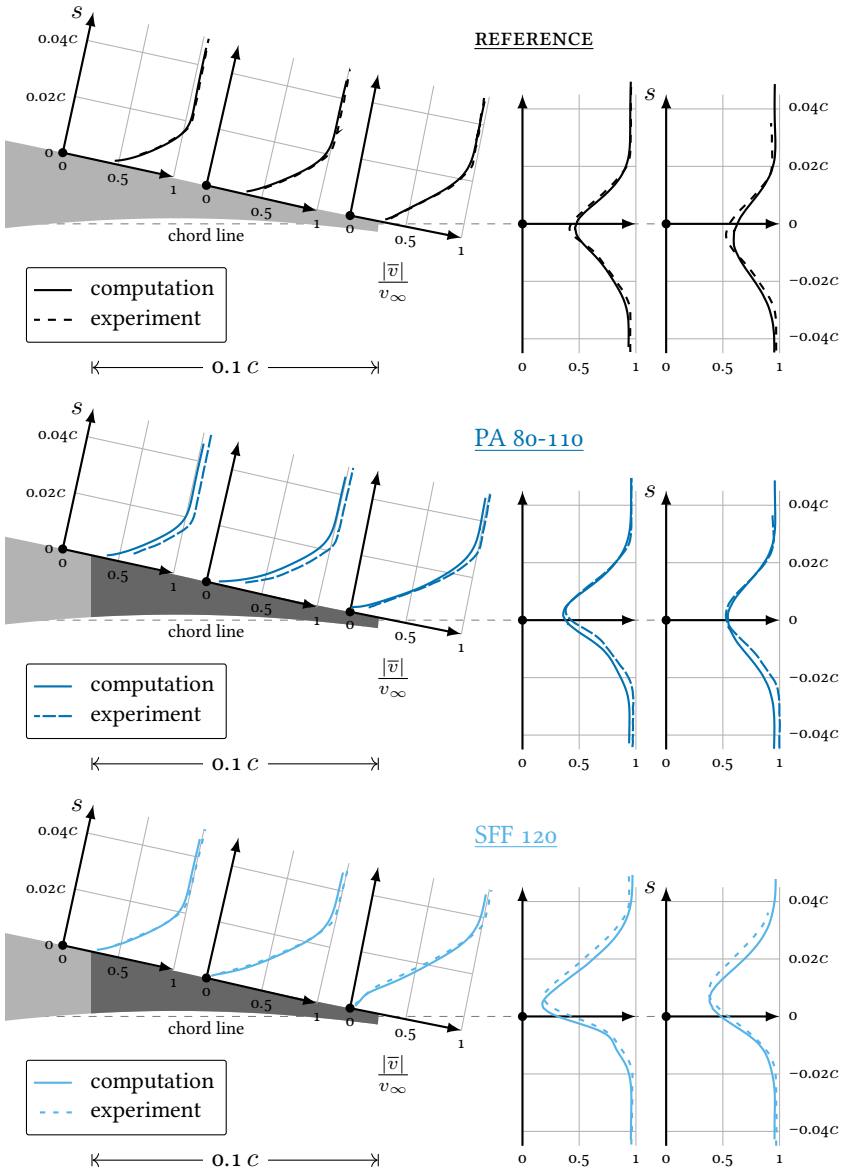 s
REFERENCE
0.04c
s
0.04c
0.02c
0.02c
0
0
0.5
1
0
0.5
1
0
0.5
1
0
chord line
|v̅|
v∞
−0.02c
−0.04c
computation
experiment
0
0.5
1
0
0.5
1
0.1 c
s
PA 80-110
0.04c
s
0.04c
0.02c
0.02c
0
0
0.5
1
0
0.5
1
0
0.5
1
0
chord line
|v̅|
v∞
−0.02c
−0.04c
computation
experiment
0
0.5
1
0
0.5
1
0.1 c
s
SFF 120
0.04c
s
0.04c
0.02c
0.02c
0
0
0.5
1
0
0.5
1
0
0.5
1
0
chord line
|v̅|
v∞
−0.02c
−0.04c
computation
experiment
0
0.5
1
0
0.5
1
0.1 c